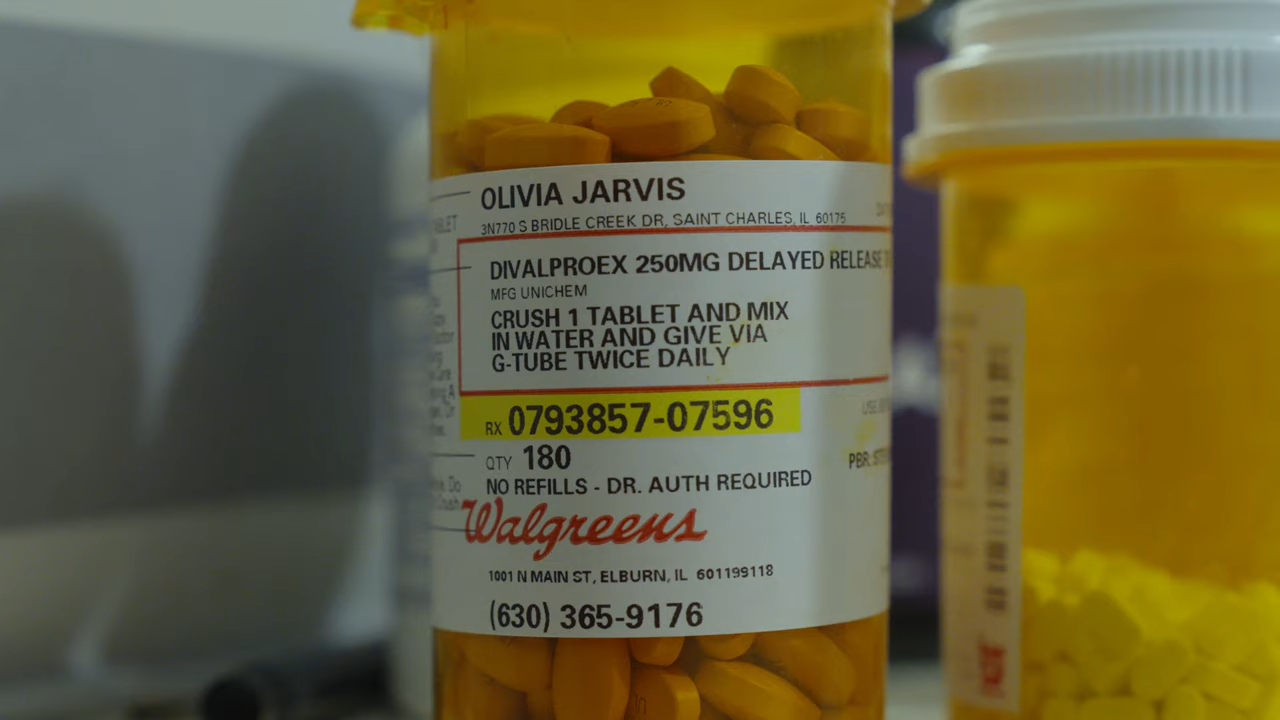 OLIVIA JARVIS
3N770 S BRIDLE CREEK DR, SAINT CHARLES, IL 60175
DIVALPROEX 250MG DELAYED RELEASE
MFG UNICHEM
CRUSH 1 TABLET AND MIX
IN WATER AND GIVE VIA
G-TUBE TWICE DAILY
RX 0793857-07596
QTY 180
PBR:
NO REFILLS - DR. AUTH REQUIRED
Walgreens
1001 N MAIN ST, ELBURN, IL 601199118
(630) 365-9176